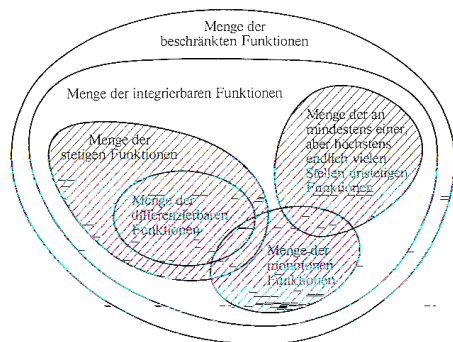 Menge der
beschränkten Funktionen
Menge der integrierbaren Funktionen
Menge der an
mindestens einer,
aber höchstens
endlich vielen
Stellen unstetigen
Funktionen
Menge der
stetigen Funktionen
Menge der
differenzierbaren
Funktionen
Menge der
monotonen
Funktionen